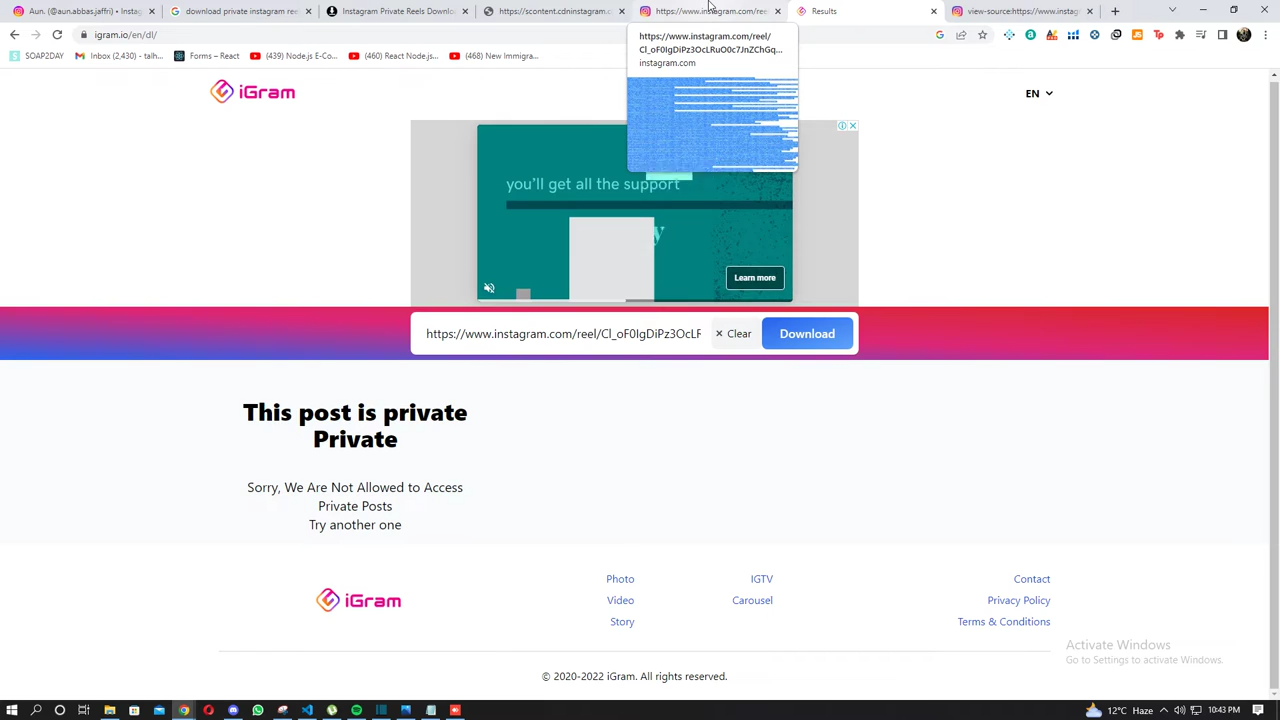 Aun. (@aun.abbas.jaffri) • Instag
download private instagram reel
Instagram Private Reels Downlo
https://scontent.cdninstagram.c
https://www.instagram.com/ree
Results
view-source:https://www.instag
igram.io/en/dl/
SOAP2DAY
Inbox (2,430) - talh...
Forms – React
(439) Node.js E-Co...
(460) React Node.js...
(468) New Immigra...
https://www.instagram.com/reel/
Cl_oF0IgDiPz3OcLRuO0c7JnZChGq...
instagram.com
iGram
EN
you'll get all the support
y
Learn more
https://www.instagram.com/reel/Cl_oF0IgDiPz3OcLF
× Clear
Download
This post is private
Private
Sorry, We Are Not Allowed to Access
Private Posts
Try another one
iGram
Photo
IGTV
Contact
Video
Carousel
Privacy Policy
Story
Terms & Conditions
Activate Windows
Go to Settings to activate Windows.
© 2020-2022 iGram. All rights reserved.
12°C Haze
10:43 PM